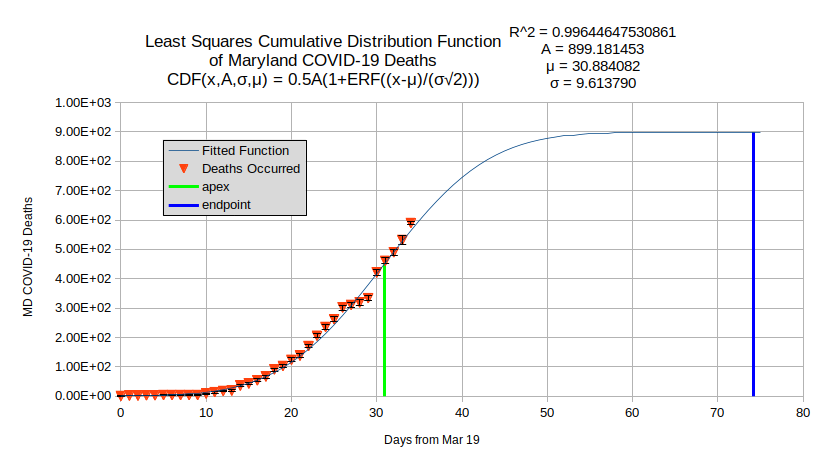 Least Squares Cumulative Distribution Function
of Maryland COVID-19 Deaths
CDF(x,A,σ,μ) = 0.5A(1+ERF((x-μ)/(σ√2)))
R^2 = 0.99644647530861
A = 899.181453
μ = 30.884082
σ = 9.613790
1.00E+03
9.00E+02
8.00E+02
7.00E+02
6.00E+02
5.00E+02
4.00E+02
3.00E+02
2.00E+02
1.00E+02
0.00E+00
MD COVID-19 Deaths
Fitted Function
Deaths Occurred
apex
endpoint
0 10 20 30 40 50 60 70 80
Days from Mar 19